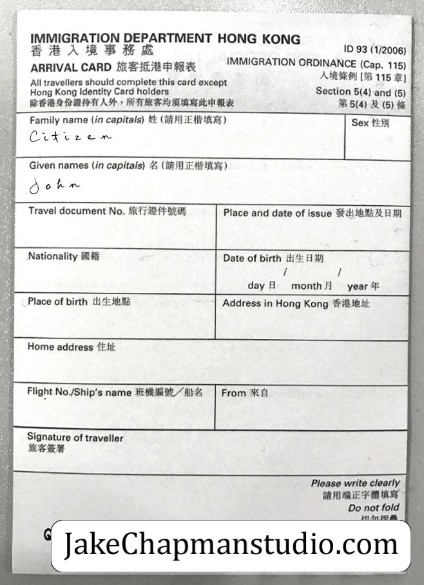 IMMIGRATION DEPARTMENT HONG KONG
香港入境事務處
ID 93 (1/2006)
ARRIVAL CARD 旅客抵港申報表
IMMIGRATION ORDINANCE (Cap. 115)
入境條例 [第 115 章]
All travellers should complete this card except
Hong Kong Identity Card holders
Section 5(4) and (5)
除香港身份證持有人外，所有旅客均須填寫此申報表
第 5(4) 及 (5) 條
Family name (in capitals) 姓 (請用正楷填寫)
Sex 性別
Citizen
Given names (in capitals) 名 (請用正楷填寫)
John
Travel document No. 旅行證件號碼
Place and date of issue 發出地點及日期
Nationality 國籍
Date of birth 出生日期
/ /
day 日 month 月 year 年
Place of birth 出生地點
Address in Hong Kong 香港地址
Home address 住址
Flight No./Ship's name 班機編號／船名
From 來自
Signature of traveller
旅客簽署
Please write clearly
請用端正字體填寫
Do not fold
JakeChapmanstudio.com